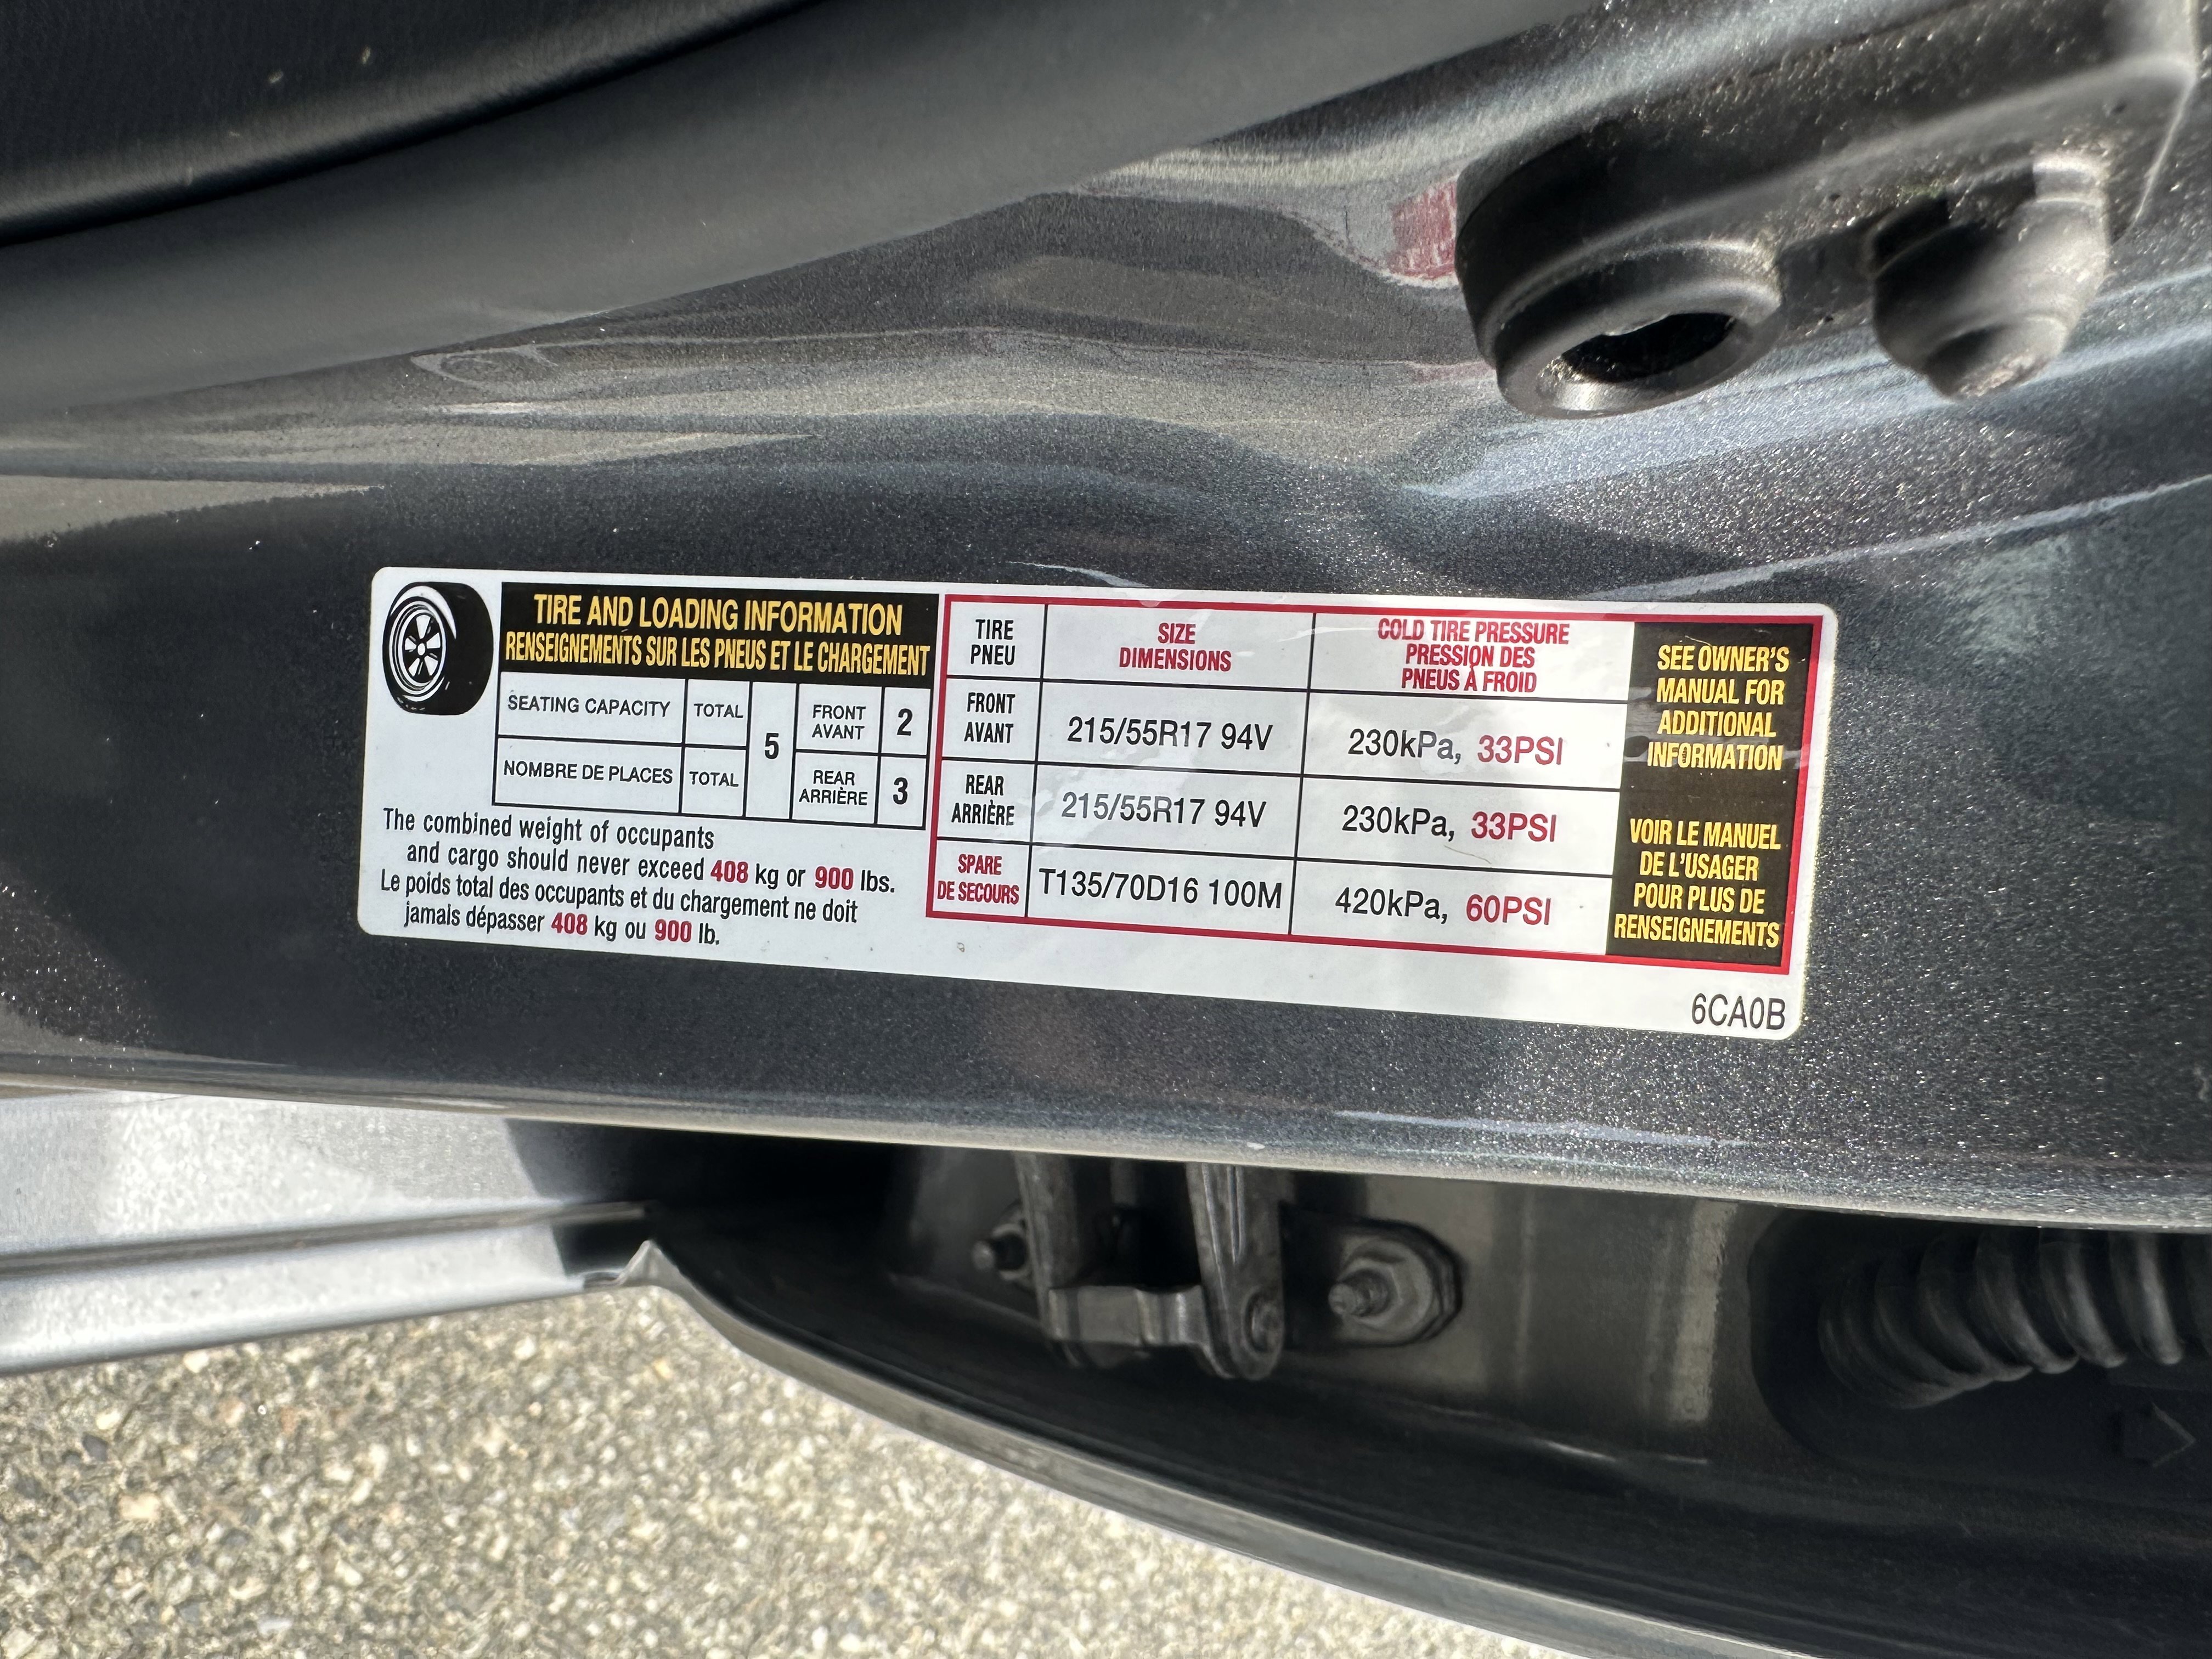 TIRE AND LOADING INFORMATION
RENSEIGNEMENTS SUR LES PNEUS ET LE CHARGEMENT
SEATING CAPACITY TOTAL 5 FRONT AVANT 2
NOMBRE DE PLACES TOTAL REAR ARRIÈRE 3
The combined weight of occupants
and cargo should never exceed 408 kg or 900 lbs.
Le poids total des occupants et du chargement ne doit
jamais dépasser 408 kg ou 900 lb.
TIRE
PNEU
SIZE
DIMENSIONS
COLD TIRE PRESSURE
PRESSION DES
PNEUS À FROID
FRONT
AVANT
215/55R17 94V
230kPa, 33PSI
REAR
ARRIÈRE
215/55R17 94V
230kPa, 33PSI
SPARE
DE SECOURS
T135/70D16 100M
420kPa, 60PSI
SEE OWNER'S
MANUAL FOR
ADDITIONAL
INFORMATION
VOIR LE MANUEL
DE L'USAGER
POUR PLUS DE
RENSEIGNEMENTS
6CA0B